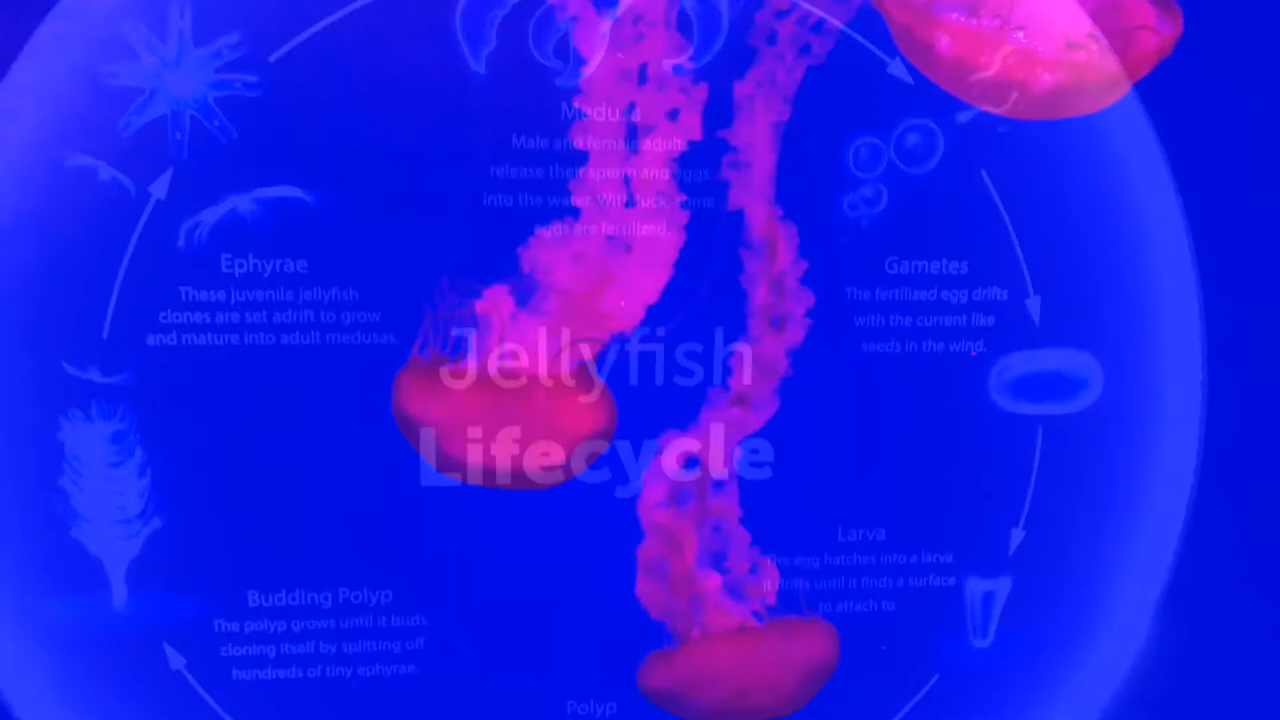 Medusa
Male and female adults
release their sperm and eggs
into the water. With luck, some
eggs are fertilized.
Ephyrae
These juvenile jellyfish
clones are set adrift to grow
and mature into adult medusas.
Gametes
The fertilized egg drifts
with the current like
seeds in the wind.
Jellyfish
Lifecycle
Larva
The egg hatches into a larva.
It drifts until it finds a surface
to attach to.
Budding Polyp
The polyp grows until it buds,
cloning itself by splitting off
hundreds of tiny ephyrae.
Polyp